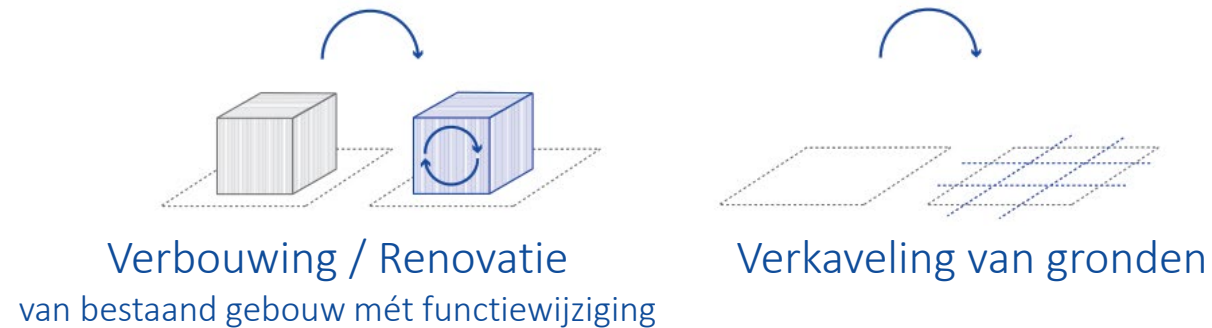 Verbouwing / Renovatie
van bestaand gebouw mét functiewijziging
Verkaveling van gronden